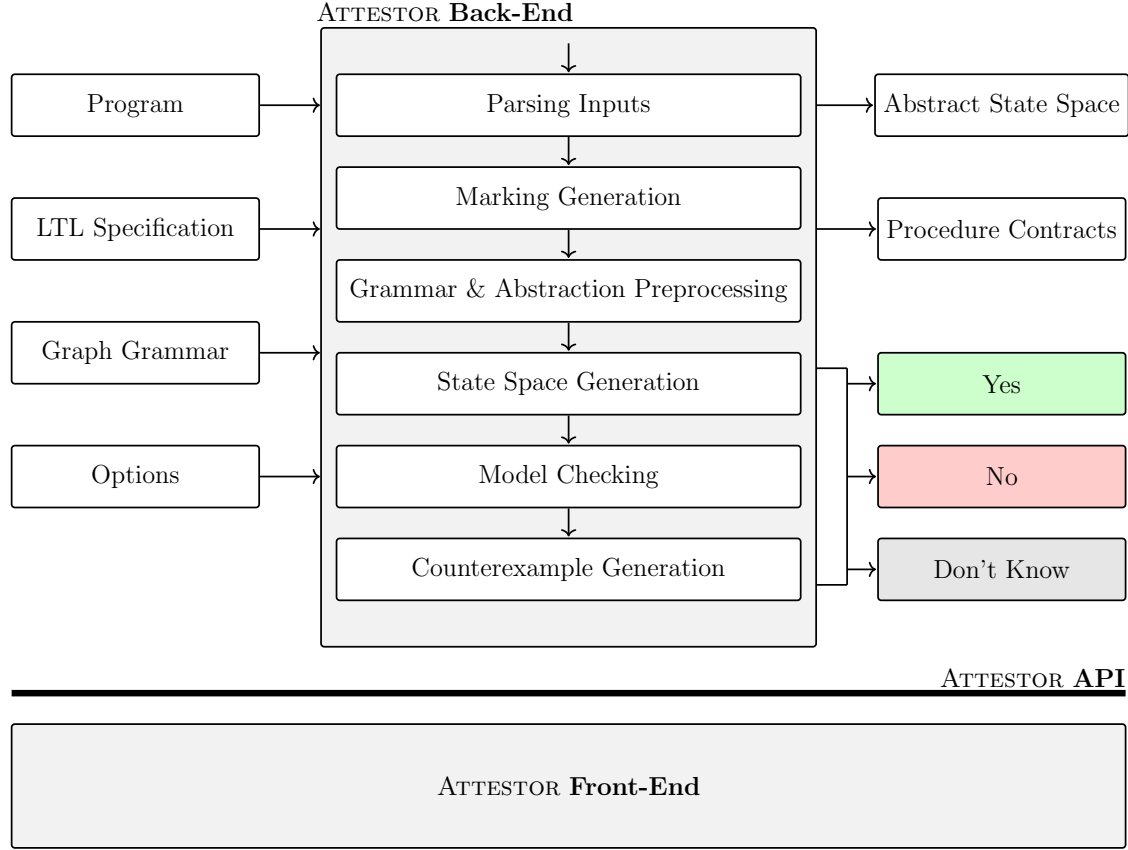 ATTESTOR Back-End
Program
LTL Specification
Graph Grammar
Options
Parsing Inputs
Marking Generation
Grammar & Abstraction Preprocessing
State Space Generation
Model Checking
Counterexample Generation
Abstract State Space
Procedure Contracts
Yes
No
Don't Know
ATTESTOR API
ATTESTOR Front-End